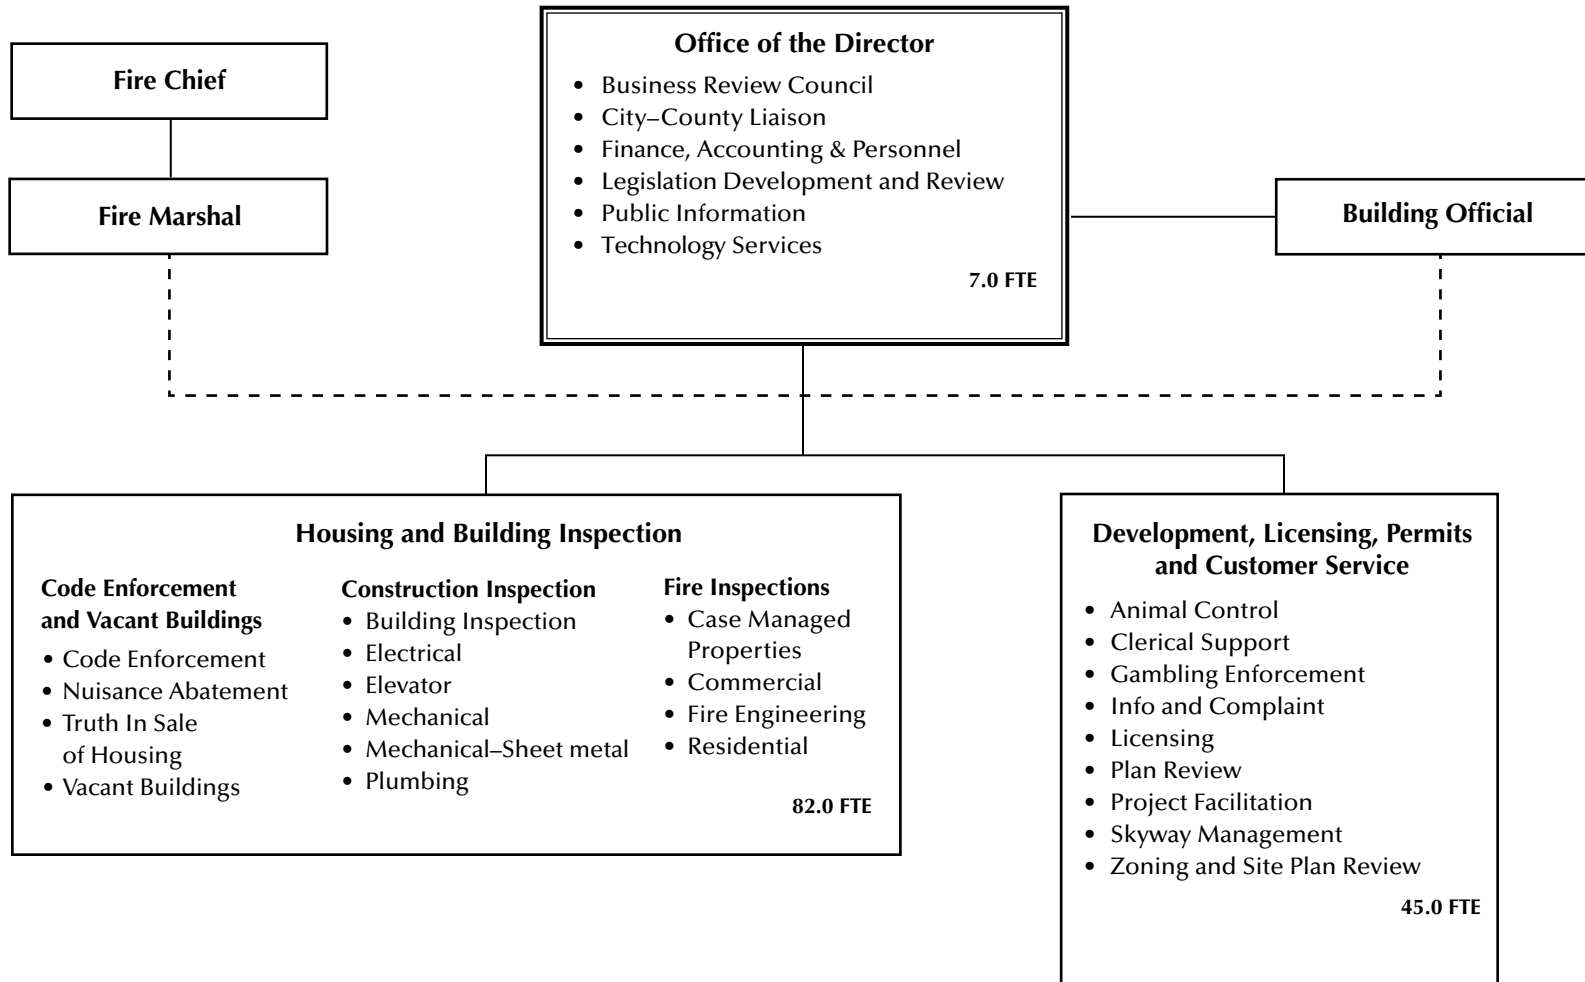 Fire Chief
Fire Marshal
Office of the Director
• Business Review Council
• City–County Liaison
• Finance, Accounting & Personnel
• Legislation Development and Review
• Public Information
• Technology Services
7.0 FTE
Building Official
Housing and Building Inspection
Code Enforcement
and Vacant Buildings
• Code Enforcement
• Nuisance Abatement
• Truth In Sale
of Housing
• Vacant Buildings
Construction Inspection
• Building Inspection
• Electrical
• Elevator
• Mechanical
• Mechanical–Sheet metal
• Plumbing
Fire Inspections
• Case Managed
Properties
• Commercial
• Fire Engineering
• Residential
82.0 FTE
Development, Licensing, Permits
and Customer Service
• Animal Control
• Clerical Support
• Gambling Enforcement
• Info and Complaint
• Licensing
• Plan Review
• Project Facilitation
• Skyway Management
• Zoning and Site Plan Review
45.0 FTE